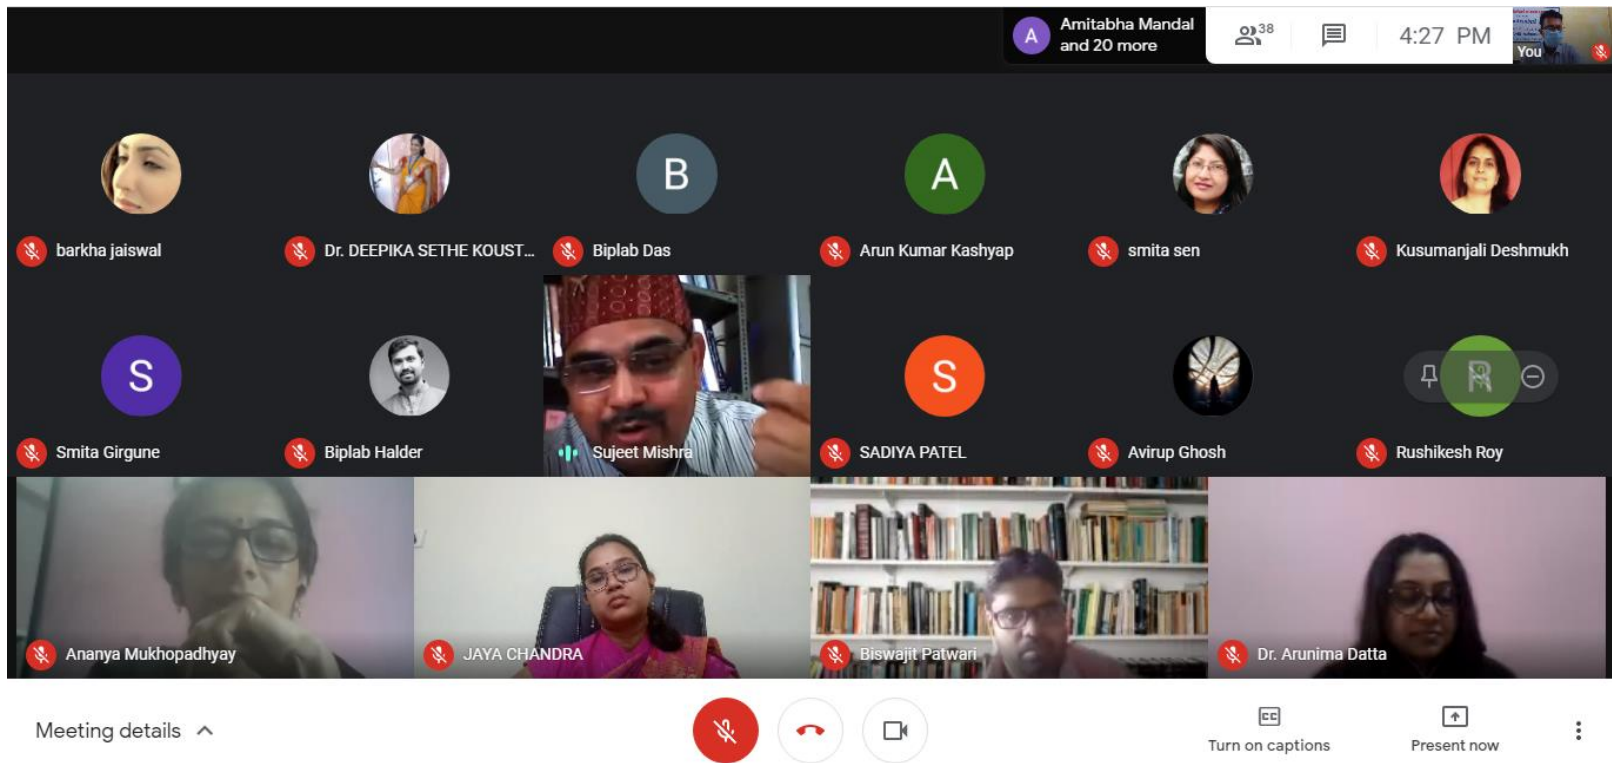 A
Amitabha Mandal
and 20 more
38
4:27 PM
You
B
A
barkha jaiswal
Dr. DEEPIKA SETHE KOUST...
Biplab Das
Arun Kumar Kashyap
smita sen
Kusumanjali Deshmukh
S
S
R
Smita Girgune
Biplab Halder
Sujeet Mishra
SADIYA PATEL
Avirup Ghosh
Rushikesh Roy
Ananya Mukhopadhyay
JAYA CHANDRA
Biswajit Patwari
Dr. Arunima Datta
Meeting details
CC
Turn on captions
Present now